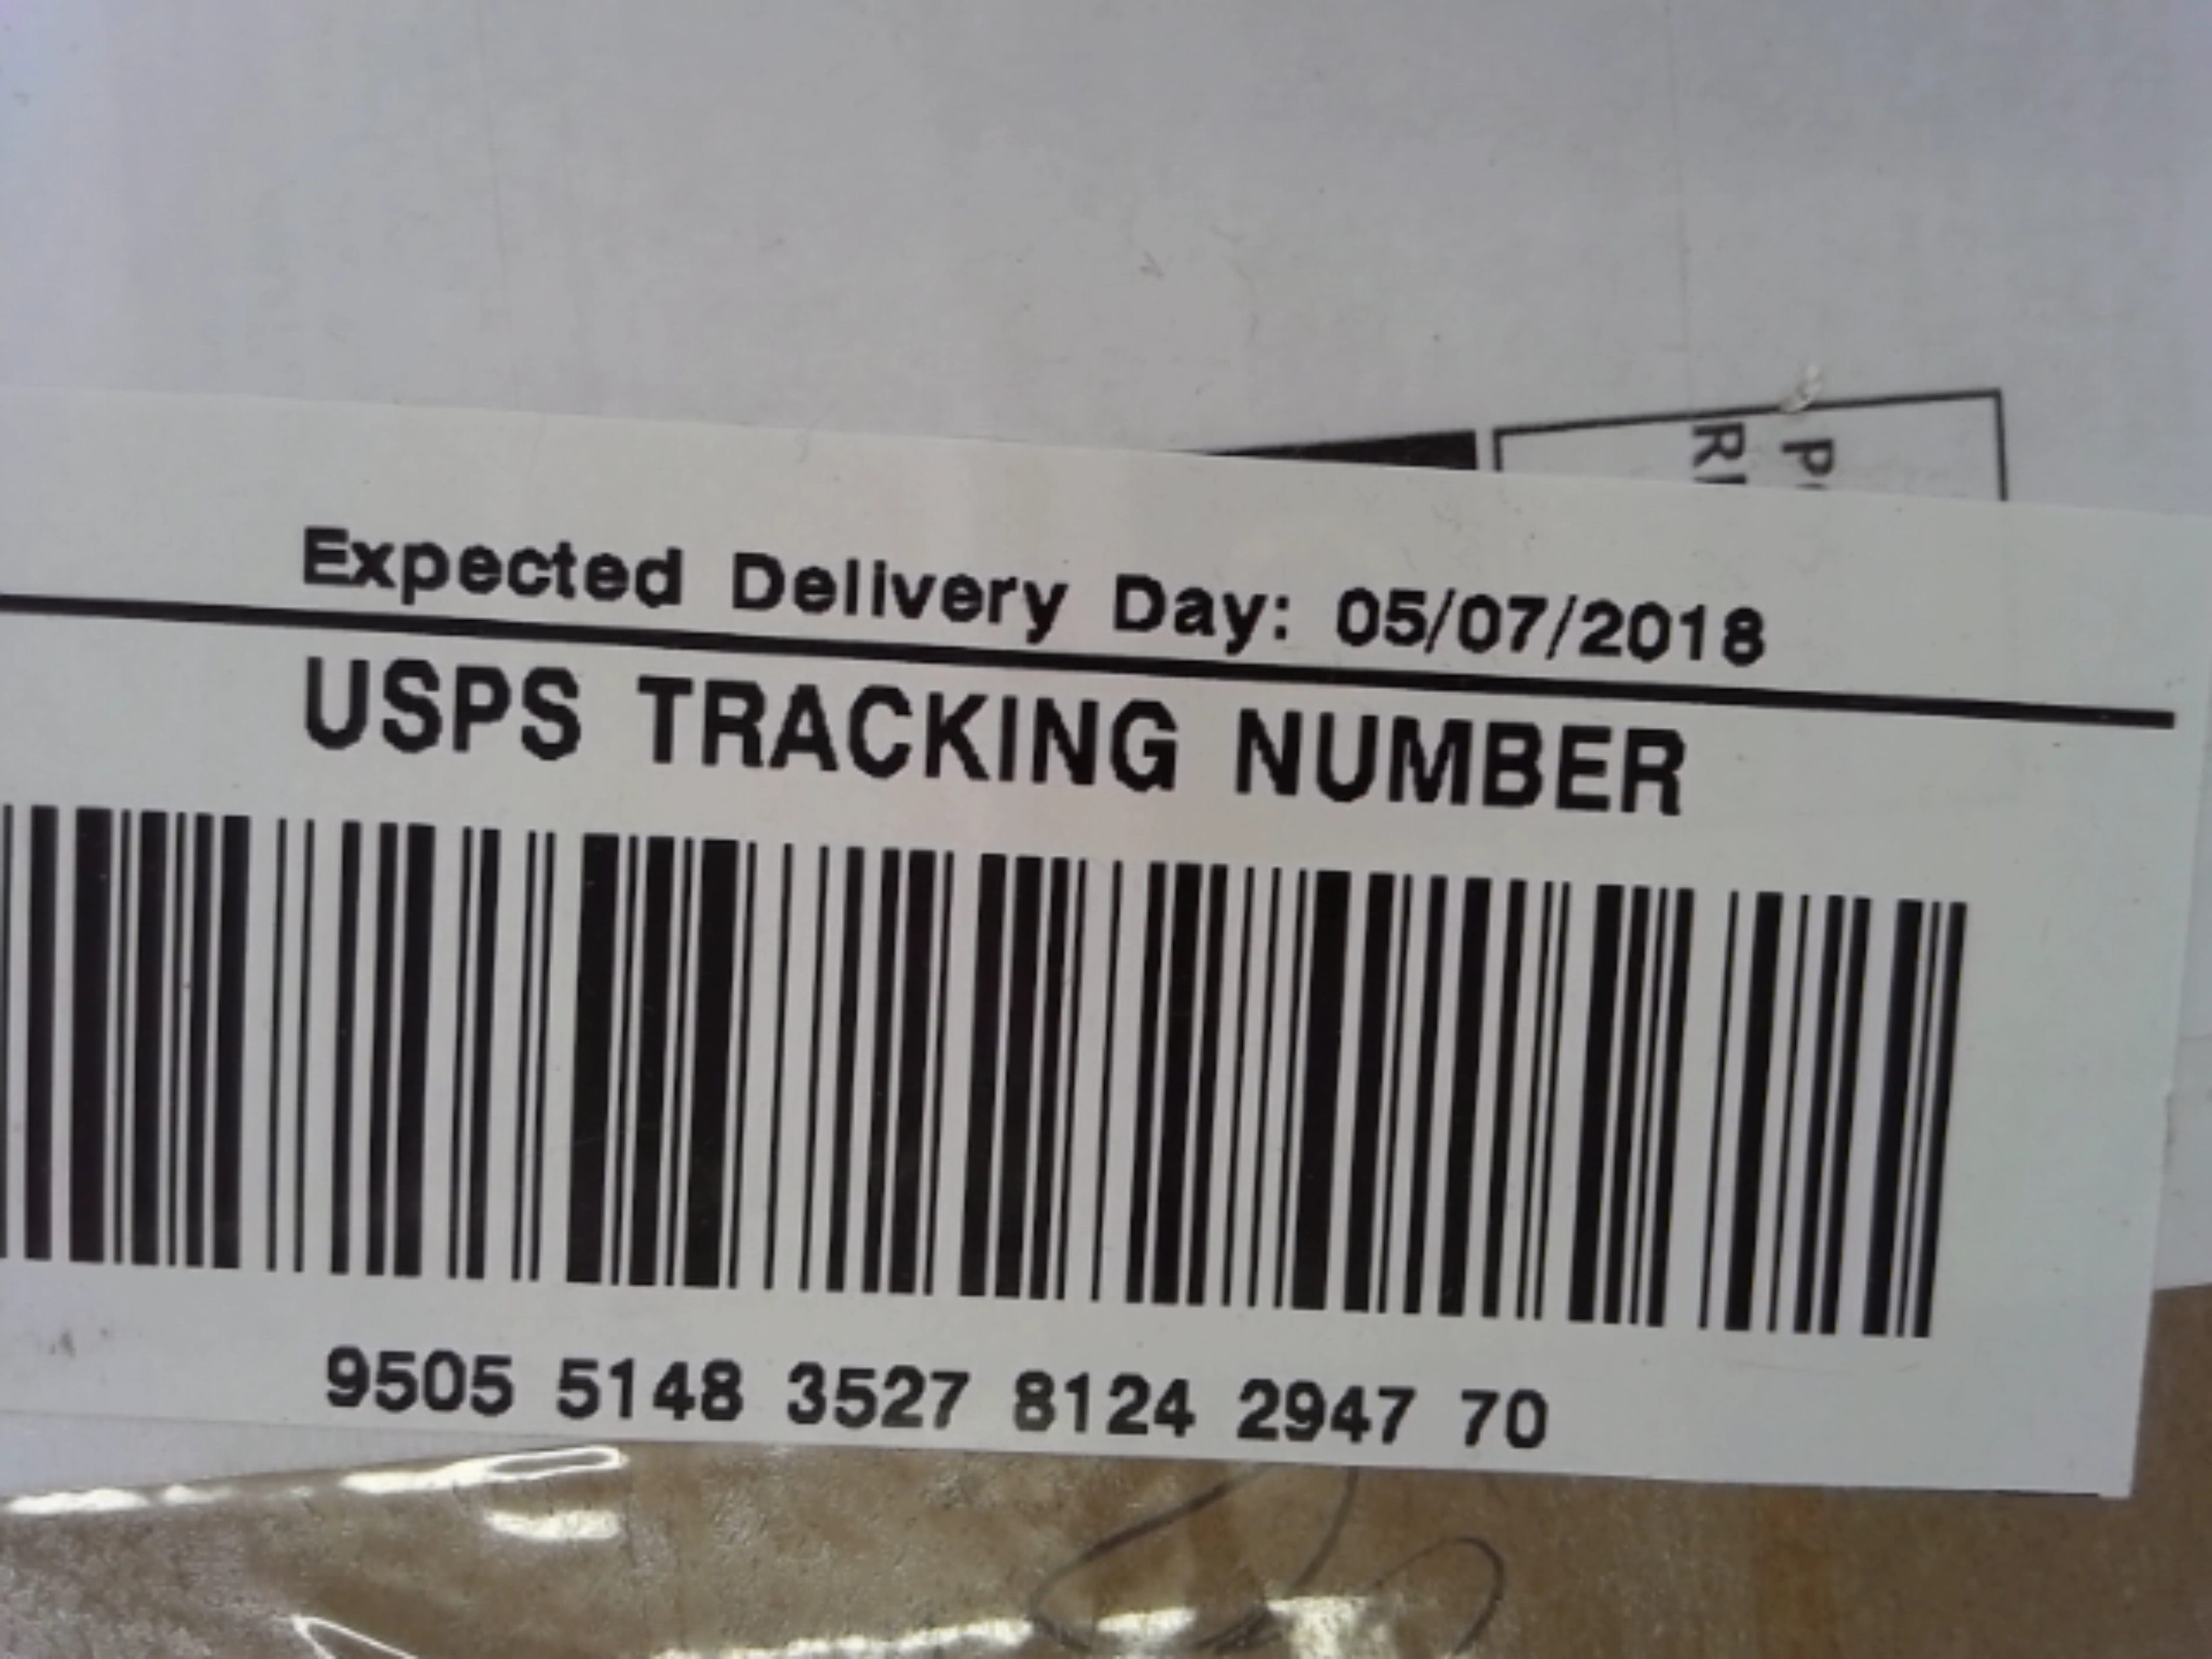 Expected Delivery Day: 05/07/2018
USPS TRACKING NUMBER
9505 5148 3527 8124 2947 70